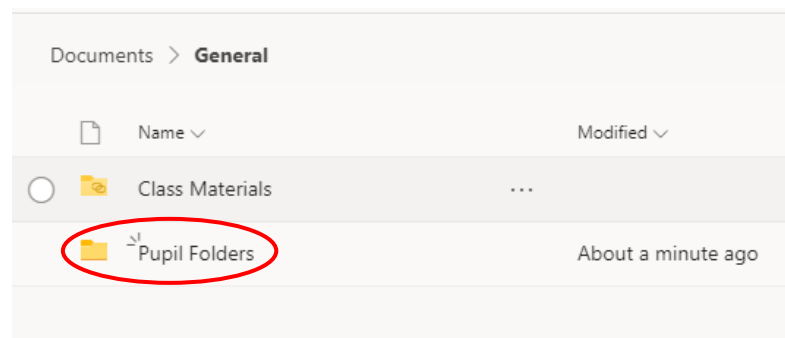 Documents > General
Name Modified
Class Materials ...
Pupil Folders About a minute ago